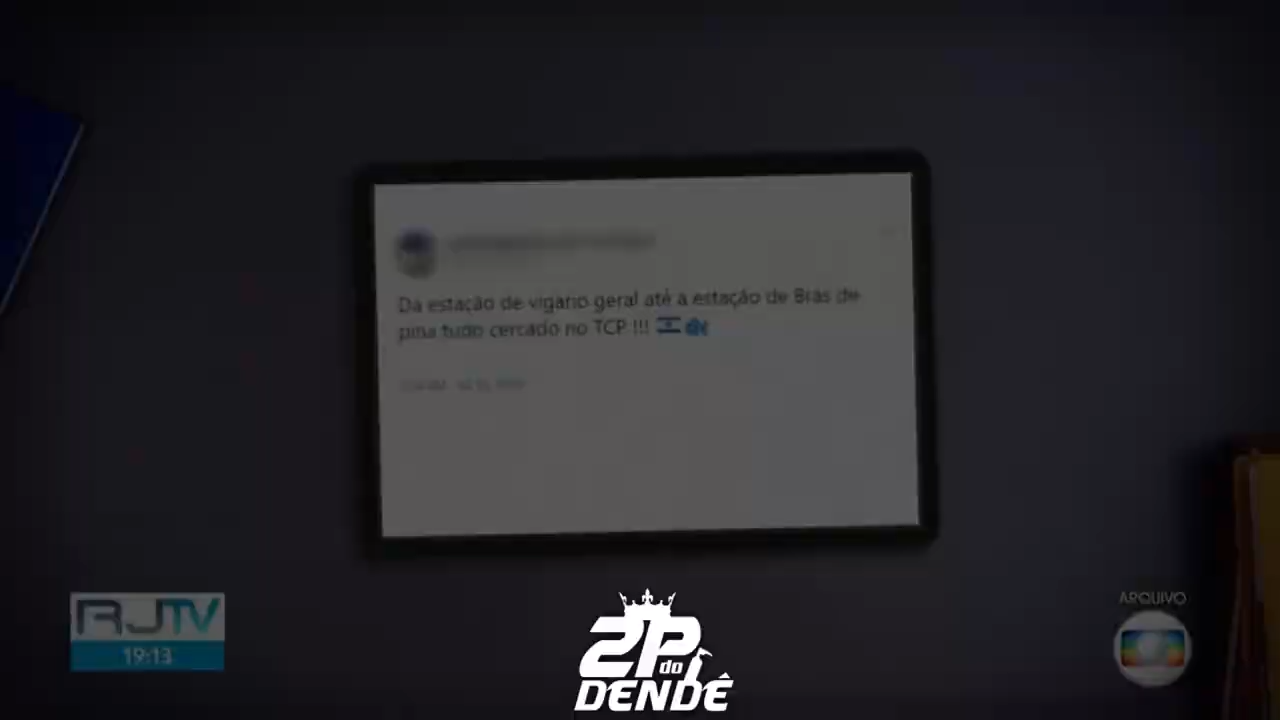 Da estação de vigario geral até a estação de Bras de
pina tudo cercado no TCP !!!
RJTV
19:13
ARQUIVO
2P
do
DENDÊ